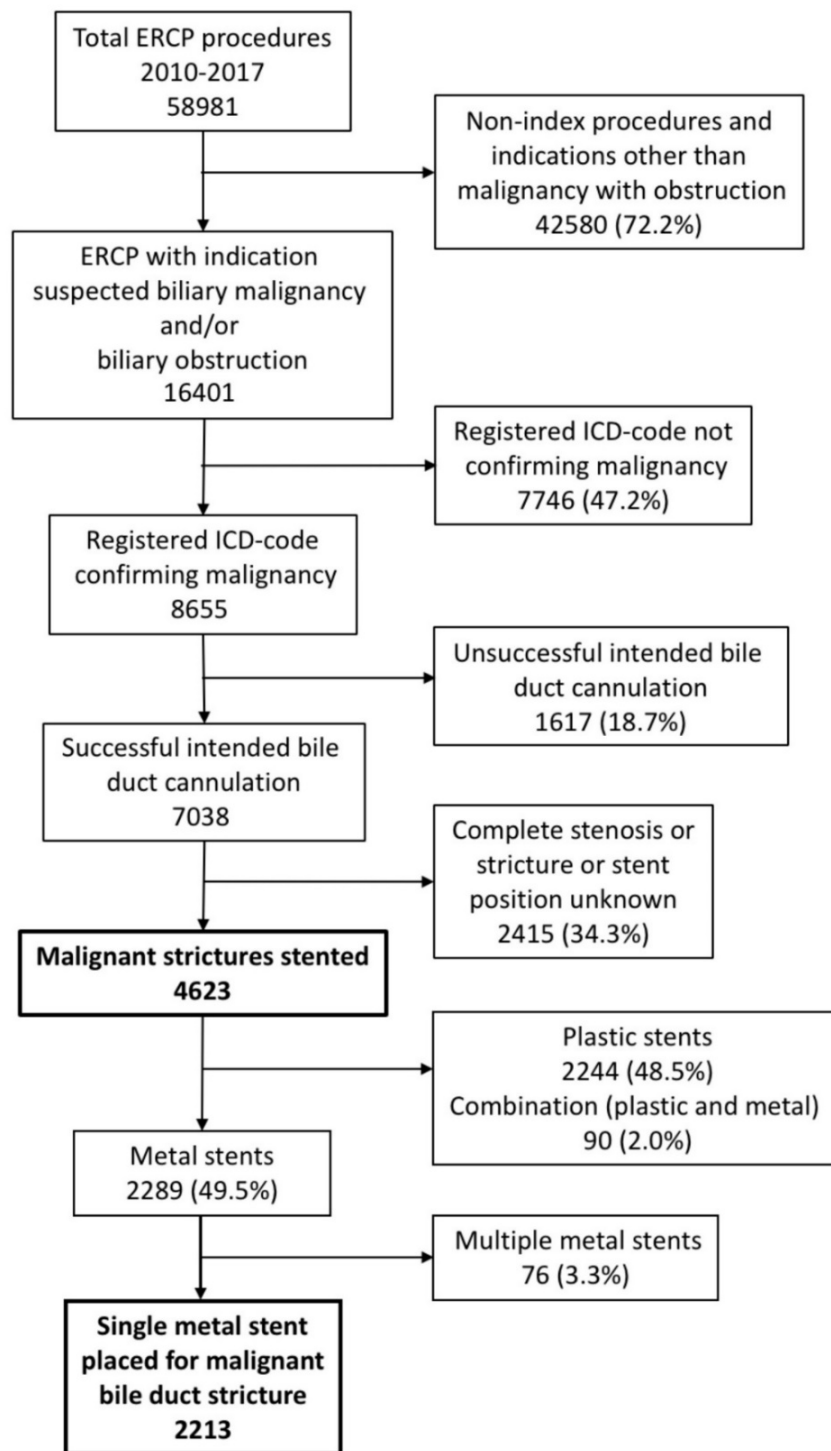 Total ERCP procedures
2010-2017
58981
Non-index procedures and
indications other than
malignancy with obstruction
42580 (72.2%)
ERCP with indication
suspected biliary malignancy
and/or
biliary obstruction
16401
Registered ICD-code not
confirming malignancy
7746 (47.2%)
Registered ICD-code
confirming malignancy
8655
Unsuccessful intended bile
duct cannulation
1617 (18.7%)
Successful intended bile
duct cannulation
7038
Complete stenosis or
stricture or stent
position unknown
2415 (34.3%)
Malignant strictures stented
4623
Plastic stents
2244 (48.5%)
Combination (plastic and metal)
90 (2.0%)
Metal stents
2289 (49.5%)
Multiple metal stents
76 (3.3%)
Single metal stent
placed for malignant
bile duct stricture
2213